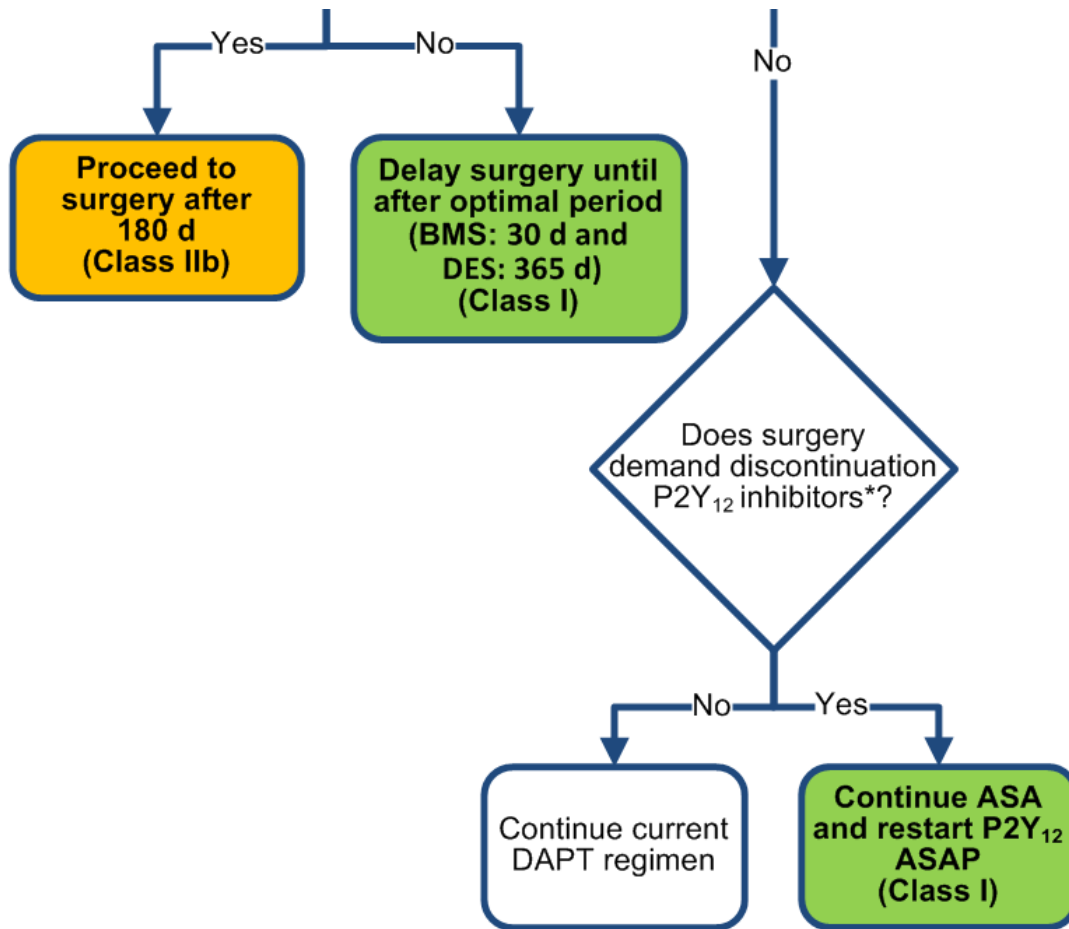 Yes
No
No
Proceed to
surgery after
180 d
(Class IIb)
Delay surgery until
after optimal period
(BMS: 30 d and
DES: 365 d)
(Class I)
Does surgery
demand discontinuation
P2Y₁₂ inhibitors*?
No
Yes
Continue current
DAPT regimen
Continue ASA
and restart P2Y₁₂
ASAP
(Class I)